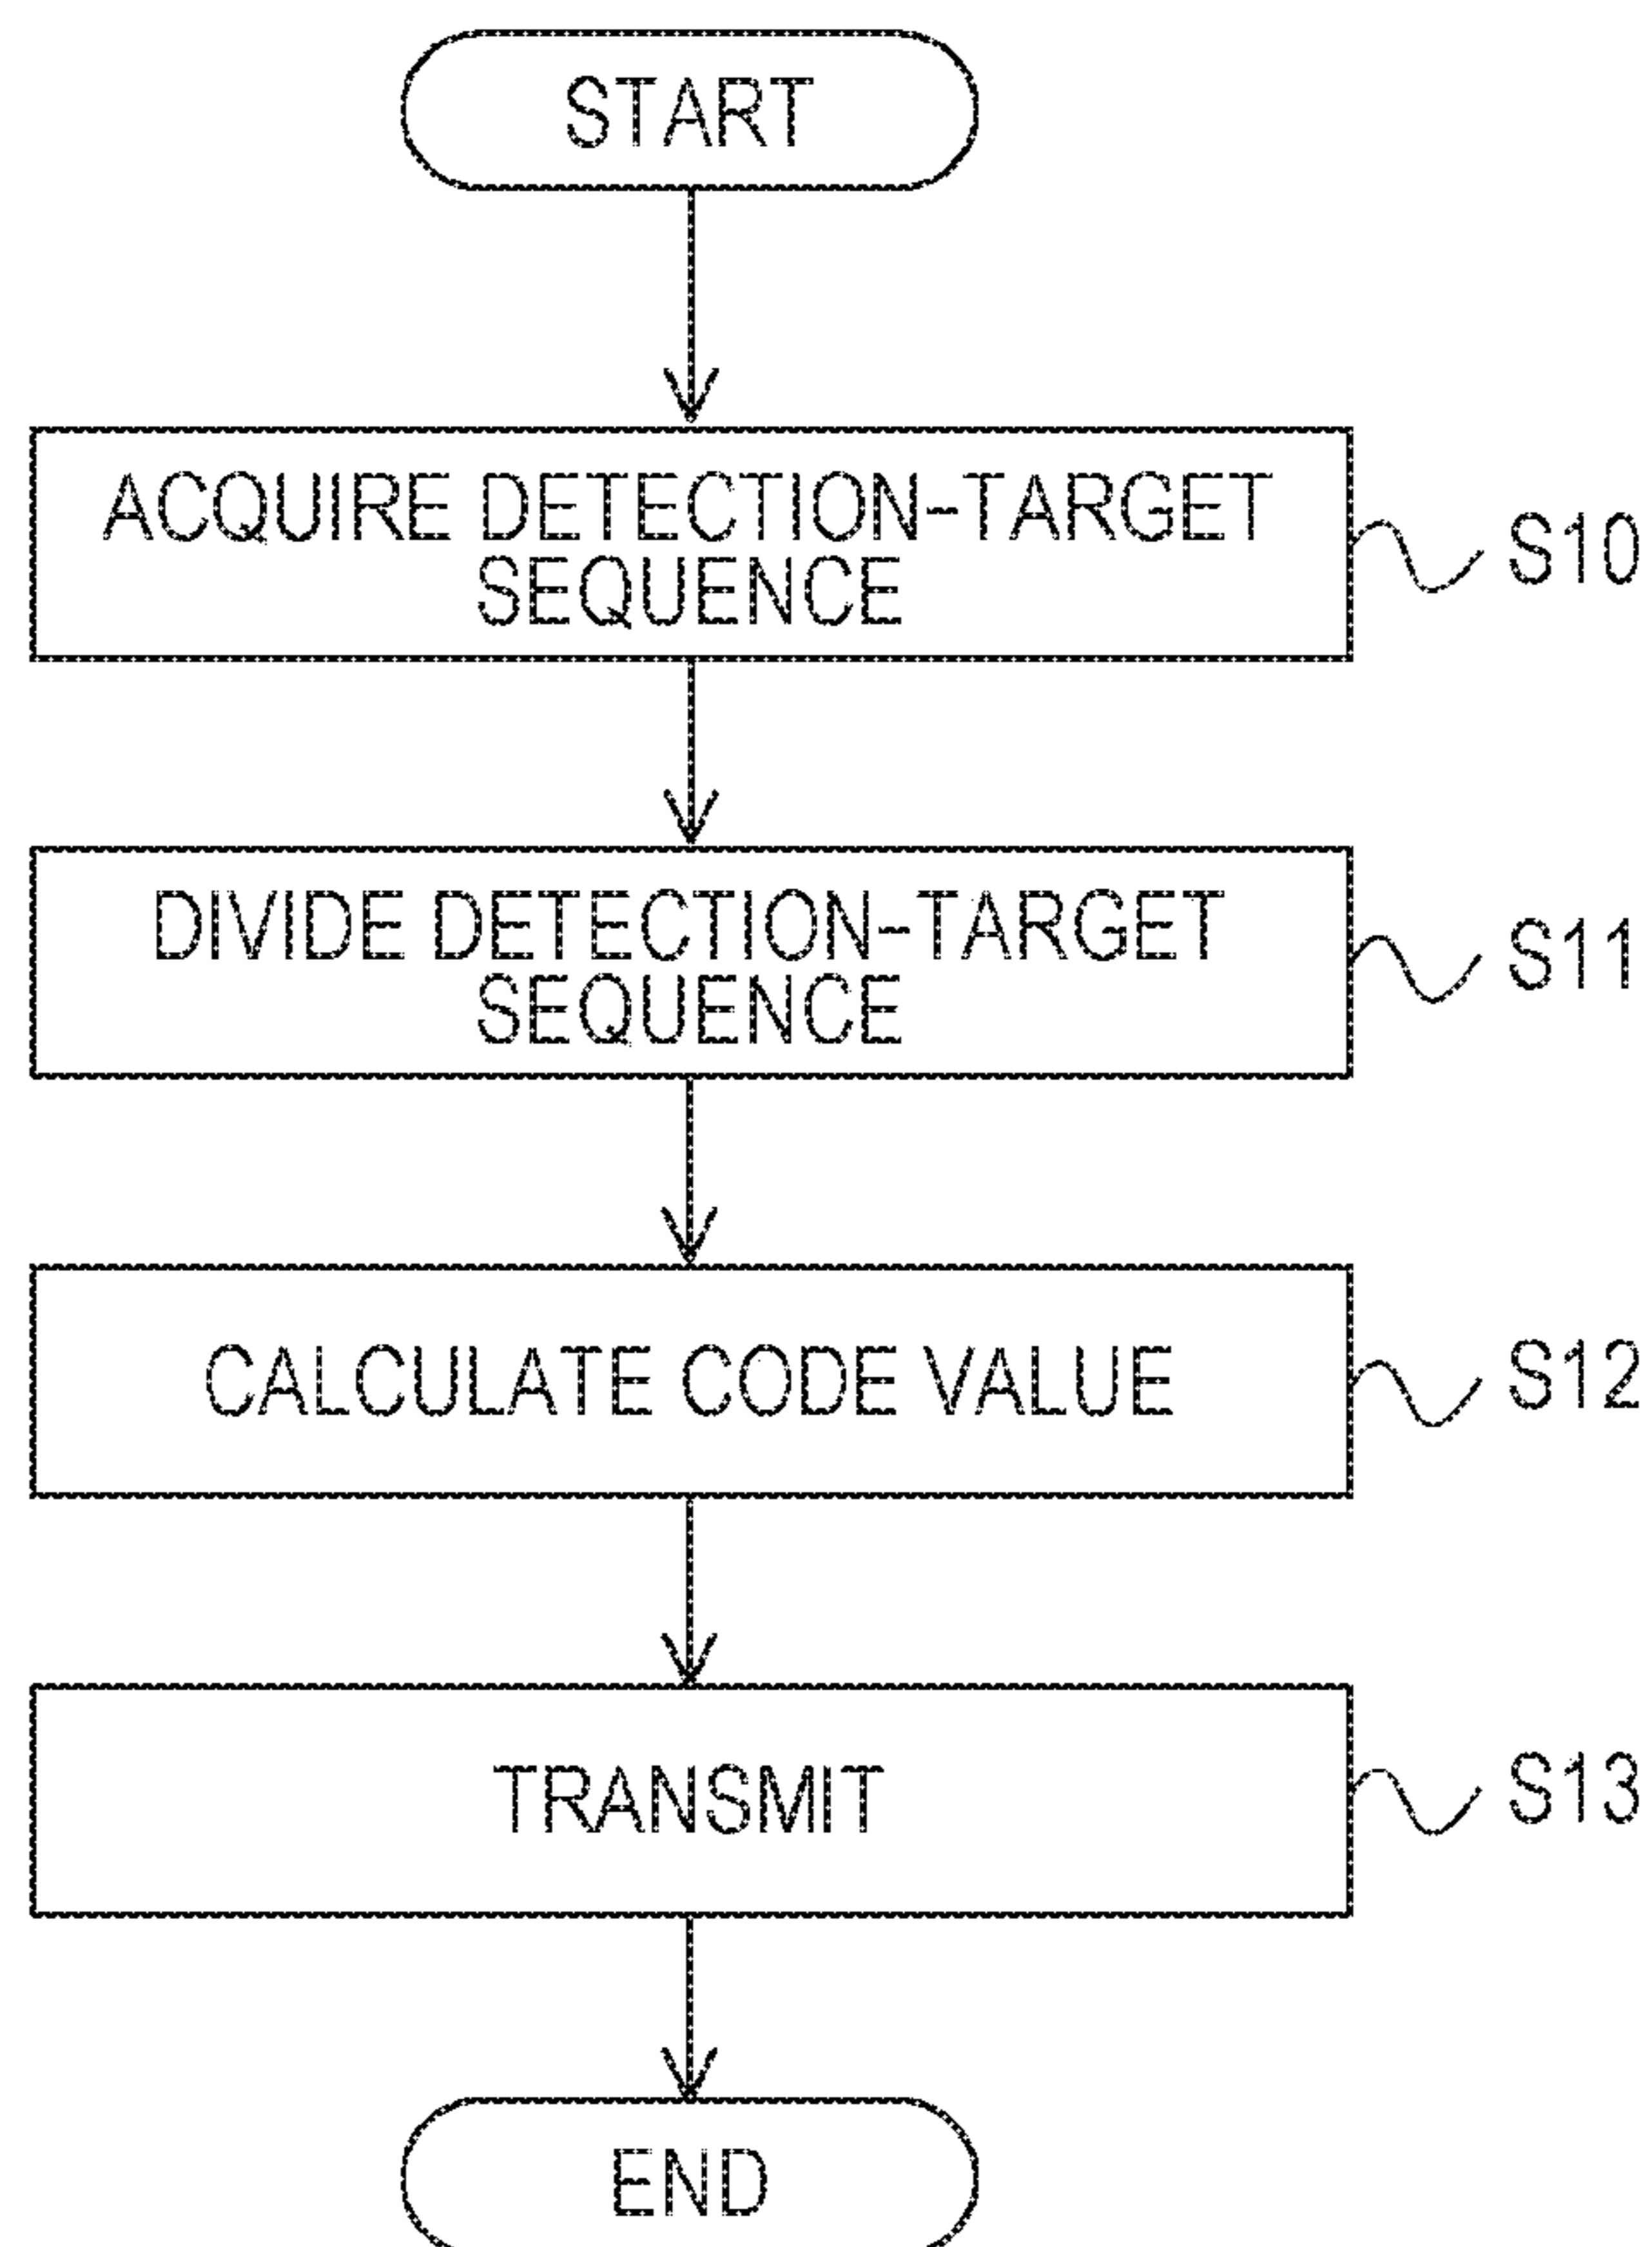 START
ACQUIRE DETECTION-TARGET
SEQUENCE
S10
DIVIDE DETECTION-TARGET
SEQUENCE
S11
CALCULATE CODE VALUE
S12
TRANSMIT
S13
END